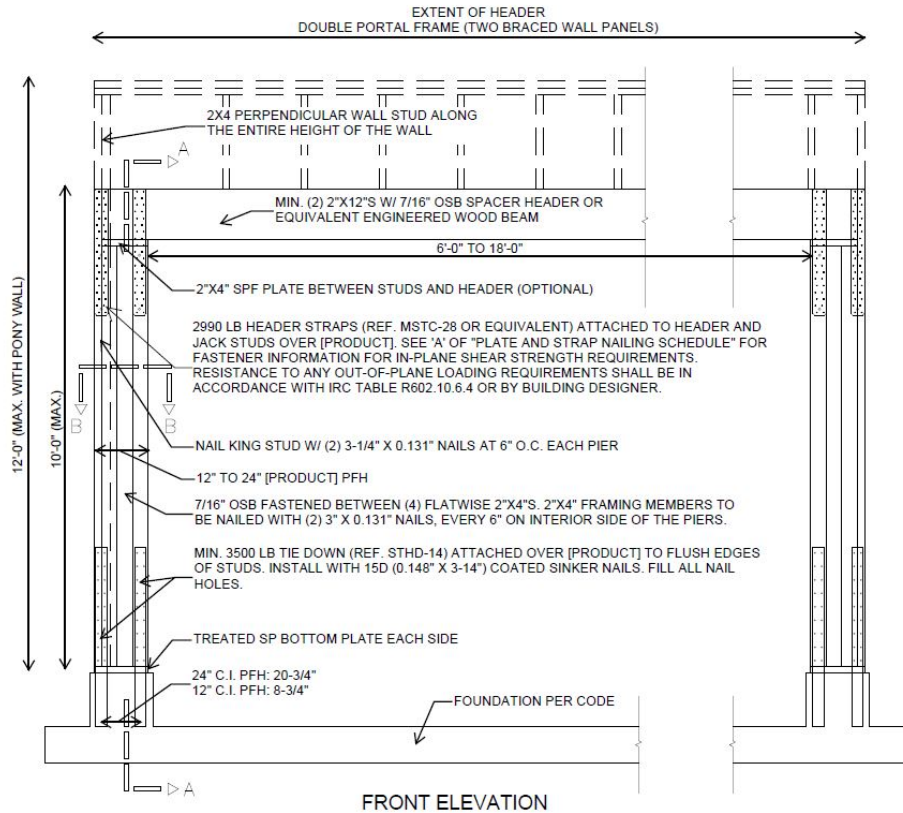 EXTENT OF HEADER
DOUBLE PORTAL FRAME (TWO BRACED WALL PANELS)
2X4 PERPENDICULAR WALL STUD ALONG
THE ENTIRE HEIGHT OF THE WALL
A
MIN. (2) 2"X12"S W/ 7/16" OSB SPACER HEADER OR
EQUIVALENT ENGINEERED WOOD BEAM
6'-0" TO 18'-0"
2"X4" SPF PLATE BETWEEN STUDS AND HEADER (OPTIONAL)
2990 LB HEADER STRAPS (REF. MSTC-28 OR EQUIVALENT) ATTACHED TO HEADER AND
JACK STUDS OVER [PRODUCT]. SEE 'A' OF "PLATE AND STRAP NAILING SCHEDULE" FOR
FASTENER INFORMATION FOR IN-PLANE SHEAR STRENGTH REQUIREMENTS.
RESISTANCE TO ANY OUT-OF-PLANE LOADING REQUIREMENTS SHALL BE IN
ACCORDANCE WITH IRC TABLE R602.10.6.4 OR BY BUILDING DESIGNER.
B B
12'-0" (MAX. WITH PONY WALL)
10'-0" (MAX.)
NAIL KING STUD W/ (2) 3-1/4" X 0.131" NAILS AT 6" O.C. EACH PIER
12" TO 24" [PRODUCT] PFH
7/16" OSB FASTENED BETWEEN (4) FLATWISE 2"X4"S. 2"X4" FRAMING MEMBERS TO
BE NAILED WITH (2) 3" X 0.131" NAILS, EVERY 6" ON INTERIOR SIDE OF THE PIERS.
MIN. 3500 LB TIE DOWN (REF. STHD-14) ATTACHED OVER [PRODUCT] TO FLUSH EDGES
OF STUDS. INSTALL WITH 15D (0.148" X 3-14") COATED SINKER NAILS. FILL ALL NAIL
HOLES.
TREATED SP BOTTOM PLATE EACH SIDE
24" C.I. PFH: 20-3/4"
12" C.I. PFH: 8-3/4"
FOUNDATION PER CODE
A
FRONT ELEVATION